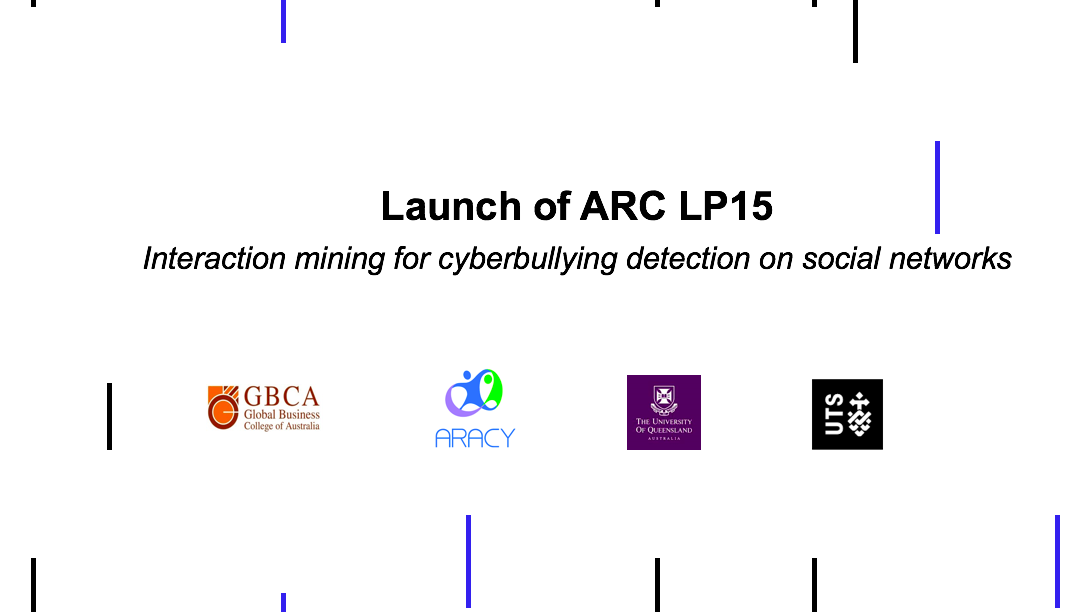 Launch of ARC LP15
Interaction mining for cyberbullying detection on social networks
GBCA
Global Business
College of Australia
ARACY
THE UNIVERSITY
OF QUEENSLAND
AUSTRALIA
UTS